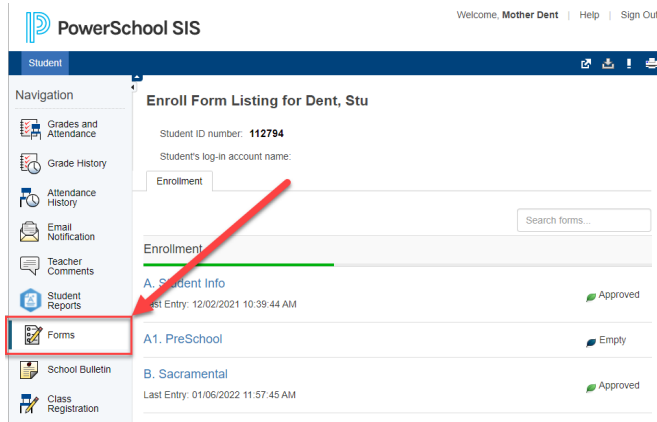 PowerSchool SIS
Welcome, Mother Dent | Help | Sign Out
Student
Navigation
Grades and
Attendance
Grade History
Attendance
History
Email
Notification
Teacher
Comments
Student
Reports
Forms
School Bulletin
Class
Registration
Enroll Form Listing for Dent, Stu
Student ID number: 112794
Student's log-in account name:
Enrollment
Search forms...
Enrollment
A. Student Info
Last Entry: 12/02/2021 10:39:44 AM
Approved
A1. PreSchool
Empty
B. Sacramental
Last Entry: 01/06/2022 11:57:45 AM
Approved